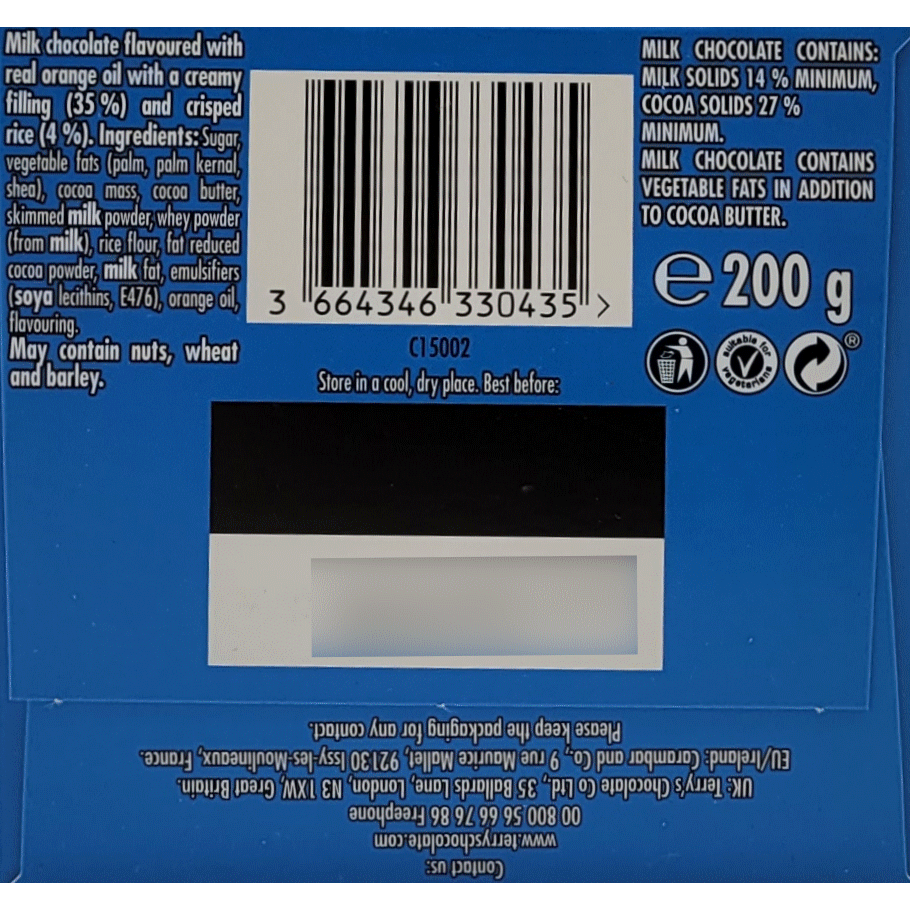 Milk chocolate flavoured with
real orange oil with a creamy
filling (35 %) and crisped
rice (4 %). Ingredients: Sugar,
vegetable fats (palm, palm kernal,
shea), cocoa mass, cocoa butter,
skimmed milk powder, whey powder
(from milk), rice flour, fat reduced
cocoa powder, milk fat, emulsifiers
(soya lecithins, E476), orange oil,
flavouring.
May contain nuts, wheat
and barley.
3 664346 330435 >
C15002
Store in a cool, dry place. Best before:
MILK CHOCOLATE CONTAINS:
MILK SOLIDS 14 % MINIMUM,
COCOA SOLIDS 27 %
MINIMUM.
MILK CHOCOLATE CONTAINS
VEGETABLE FATS IN ADDITION
TO COCOA BUTTER.
℮ 200 g
suitable for
vegetarians
®
Contact us:
www.terryschocolate.com
00 800 56 66 76 86 Freephone
UK: Terry's Chocolate Co Ltd., 35 Ballards Lane, London, N3 1XW, Great Britain.
EU/Ireland: Carambar and Co., 9 rue Maurice Mallet, 92130 Issy-les-Moulineaux, France.
Please keep the packaging for any contact.